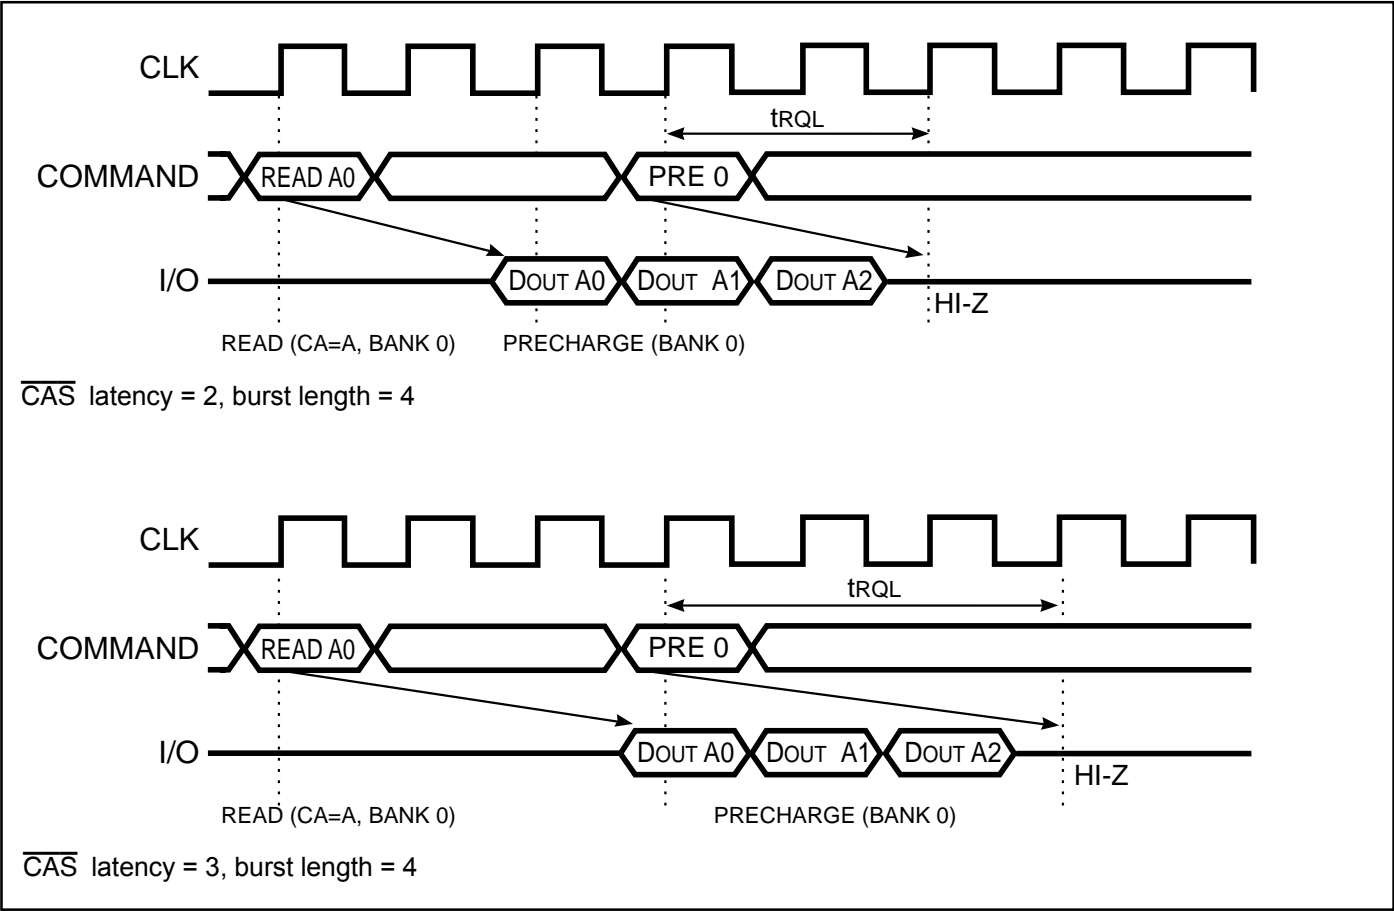 CLK
tRQL
COMMAND READ A0 PRE 0
I/O DOUT A0 DOUT A1 DOUT A2
HI-Z
READ (CA=A, BANK 0) PRECHARGE (BANK 0)
CAS latency = 2, burst length = 4
CLK
tRQL
COMMAND READ A0 PRE 0
I/O DOUT A0 DOUT A1 DOUT A2
HI-Z
READ (CA=A, BANK 0) PRECHARGE (BANK 0)
CAS latency = 3, burst length = 4